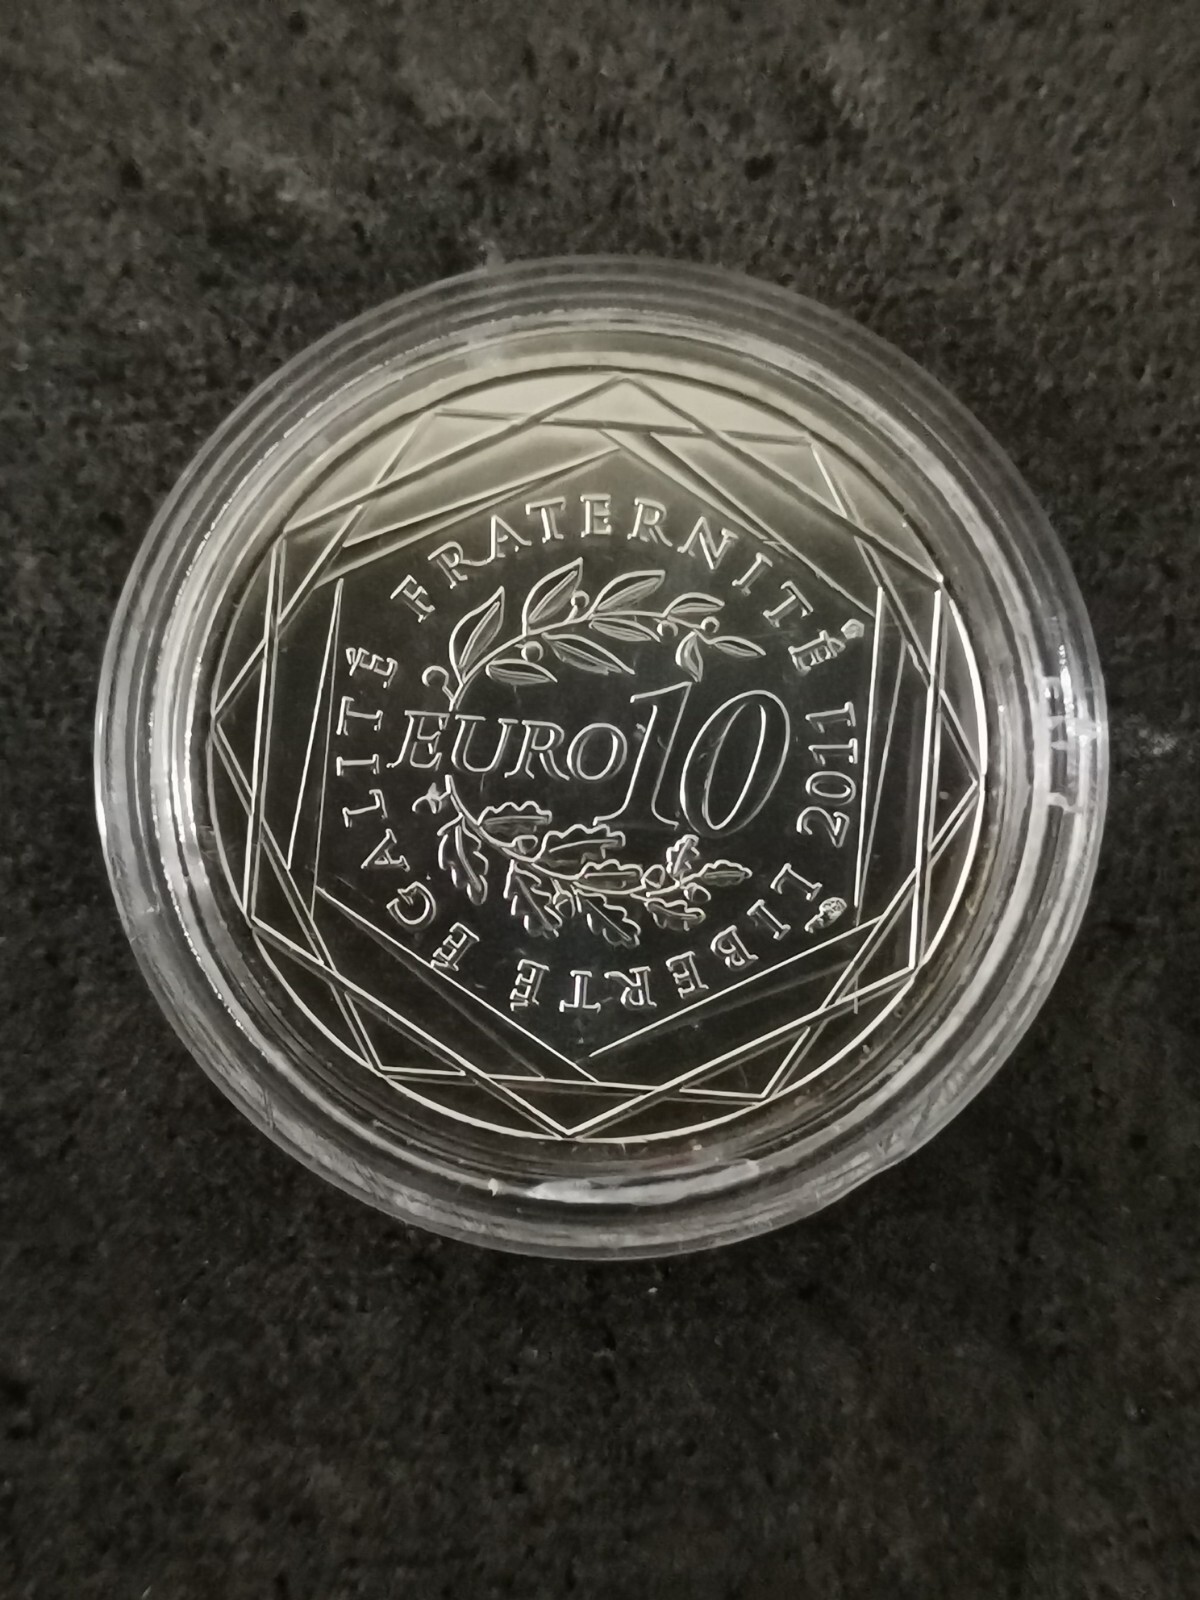 LIBERTÉ ÉGALITÉ FRATERNITÉ
2011
EURO 10